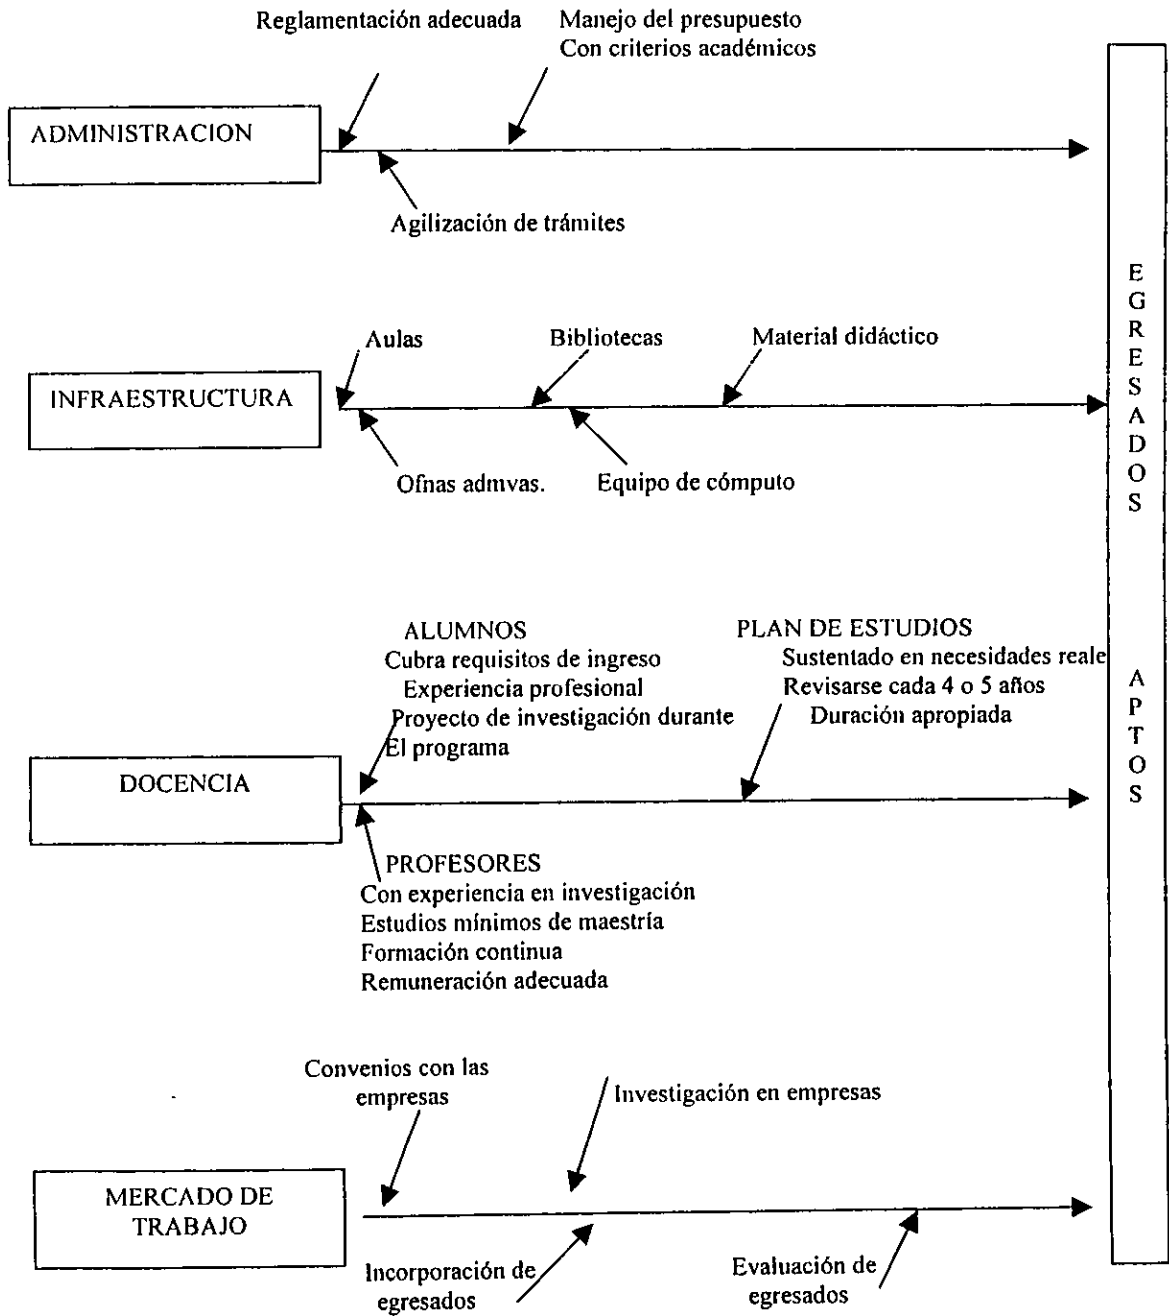 Reglamentación adecuada
Manejo del presupuesto
Con criterios académicos
ADMINISTRACION
Agilización de trámites
Aulas
Bibliotecas
Material didáctico
INFRAESTRUCTURA
Ofnas admvas.
Equipo de cómputo
ALUMNOS
Cubra requisitos de ingreso
Experiencia profesional
Proyecto de investigación durante
El programa
PLAN DE ESTUDIOS
Sustentado en necesidades reale
Revisarse cada 4 o 5 años
Duración apropiada
DOCENCIA
PROFESORES
Con experiencia en investigación
Estudios mínimos de maestría
Formación continua
Remuneración adecuada
Convenios con las
empresas
Investigación en empresas
MERCADO DE
TRABAJO
Incorporación de
egresados
Evaluación de
egresados
EGRESADOS
APTOS